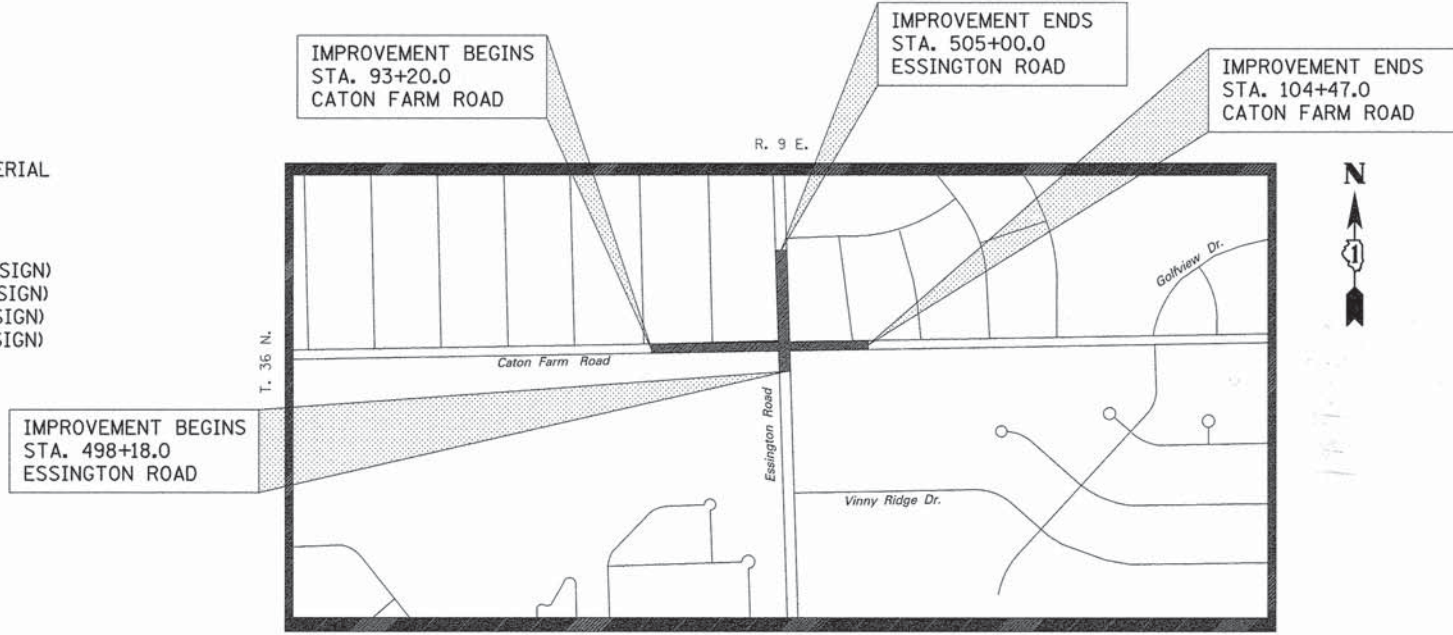 IMPROVEMENT BEGINS
STA. 93+20.0
CATON FARM ROAD
IMPROVEMENT ENDS
STA. 505+00.0
ESSINGTON ROAD
IMPROVEMENT ENDS
STA. 104+47.0
CATON FARM ROAD
R. 9 E.
ERIAL
N
1
SIGN)
SIGN)
SIGN)
SIGN)
T. 36 N.
Golfview Dr.
Caton Farm Road
IMPROVEMENT BEGINS
STA. 498+18.0
ESSINGTON ROAD
Essington Road
Vinny Ridge Dr.